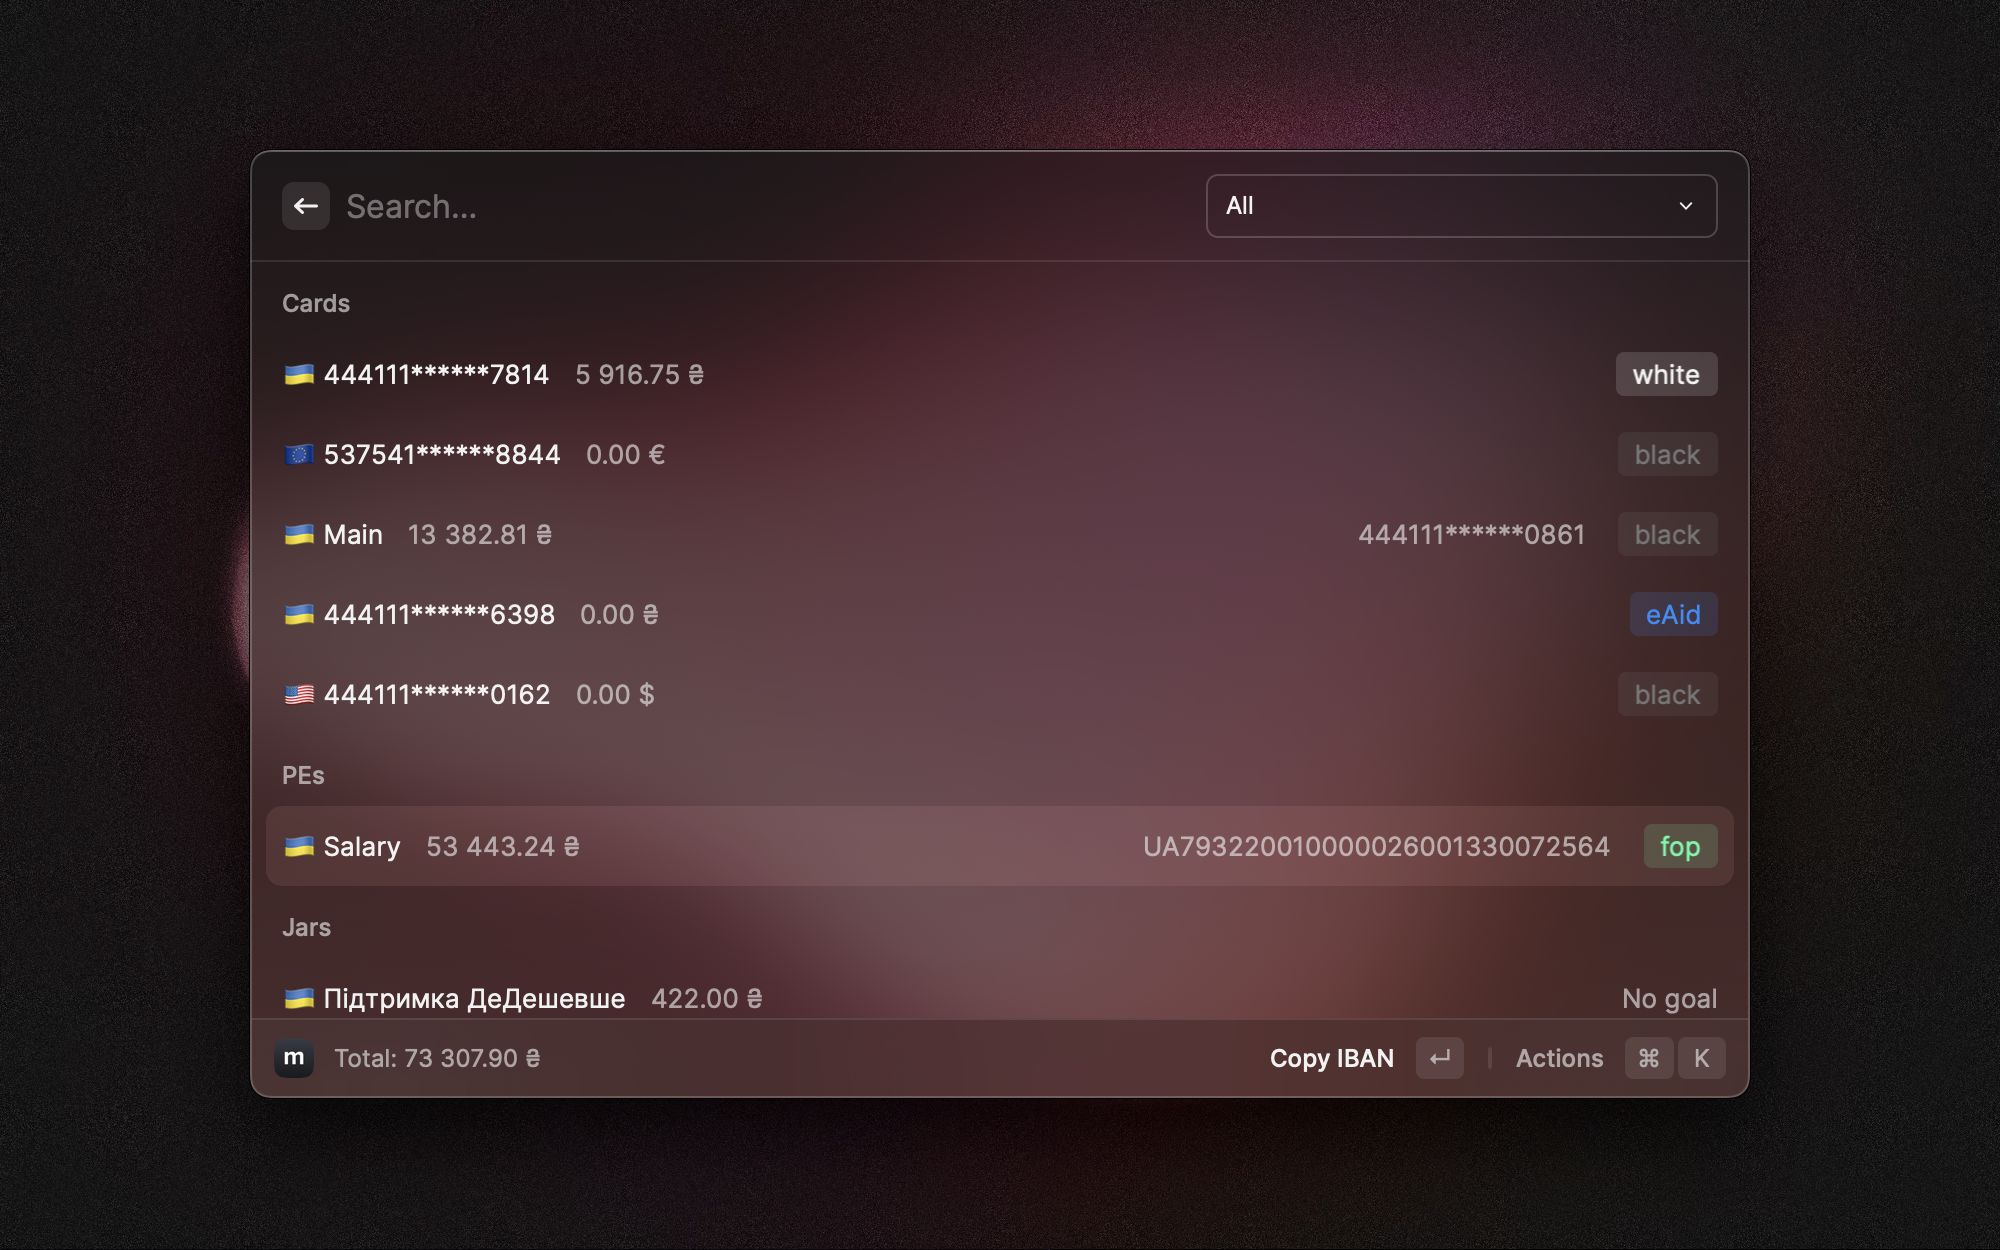 Search...
All
Cards
444111******7814 5 916.75 ₴ white
537541******8844 0.00 € black
Main 13 382.81 ₴ 444111******0861 black
444111******6398 0.00 ₴ eAid
444111******0162 0.00 $ black
PEs
Salary 53 443.24 ₴ UA793220010000026001330072564 fop
Jars
Підтримка ДеДешевше 422.00 ₴ No goal
m Total: 73 307.90 ₴ Copy IBAN ↵ Actions ⌘ K